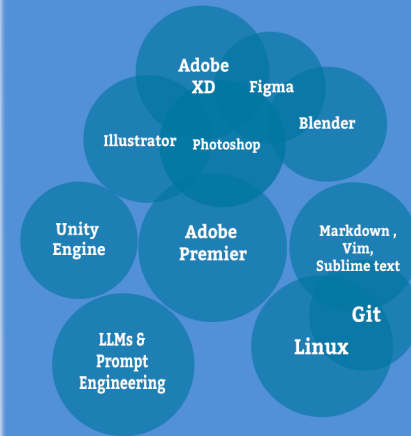 Adobe
XD
Figma
Blender
Illustrator
Photoshop
Unity
Engine
Adobe
Premier
Markdown ,
Vim,
Sublime text
Git
Linux
LLMs &
Prompt
Engineering